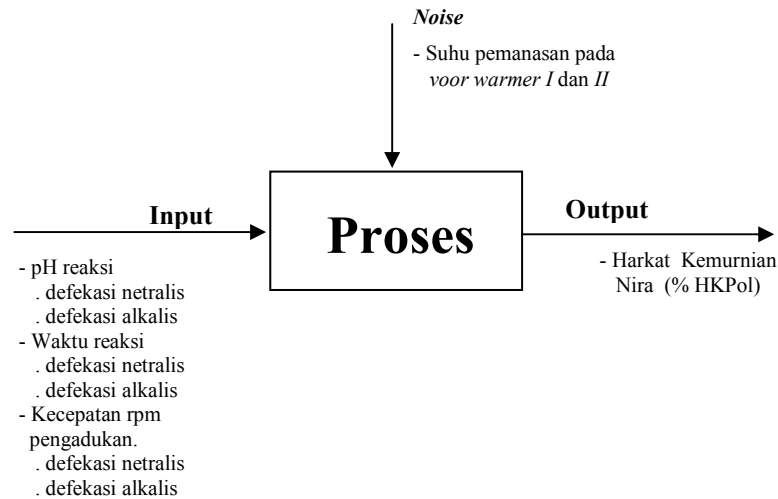 Noise
- Suhu pemanasan pada
voor warmer I dan II
Input
Proses
Output
- pH reaksi
. defekasi netralis
. defekasi alkalis
- Waktu reaksi
. defekasi netralis
. defekasi alkalis
- Kecepatan rpm
pengadukan.
. defekasi netralis
. defekasi alkalis
- Harkat Kemurnian
Nira (% HKPol)